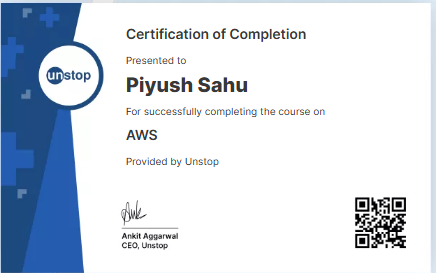 unstop
Certification of Completion
Presented to
Piyush Sahu
For successfully completing the course on
AWS
Provided by Unstop
Ankit Aggarwal
CEO, Unstop